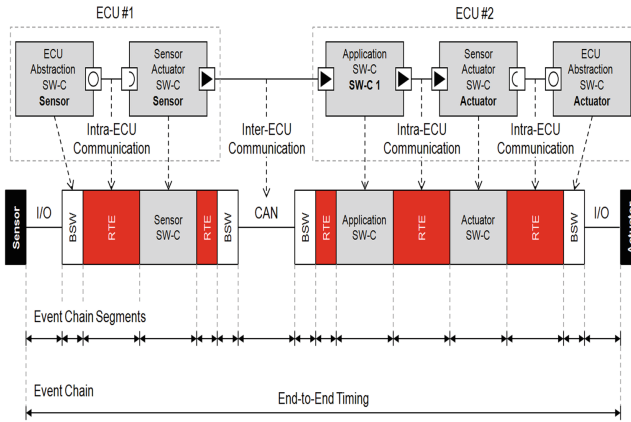 ECU #1
ECU #2
ECU
Abstraction
SW-C
Sensor
Sensor
Actuator
SW-C
Sensor
Application
SW-C
SW-C 1
Sensor
Actuator
SW-C
Actuator
ECU
Abstraction
SW-C
Actuator
Intra-ECU
Communication
Inter-ECU
Communication
Intra-ECU
Communication
Intra-ECU
Communication
Sensor
I/O
BSW
RTE
Sensor
SW-C
RTE
BSW
CAN
BSW
RTE
Application
SW-C
RTE
Actuator
SW-C
RTE
BSW
I/O
Actuator
Event Chain Segments
Event Chain
End-to-End Timing